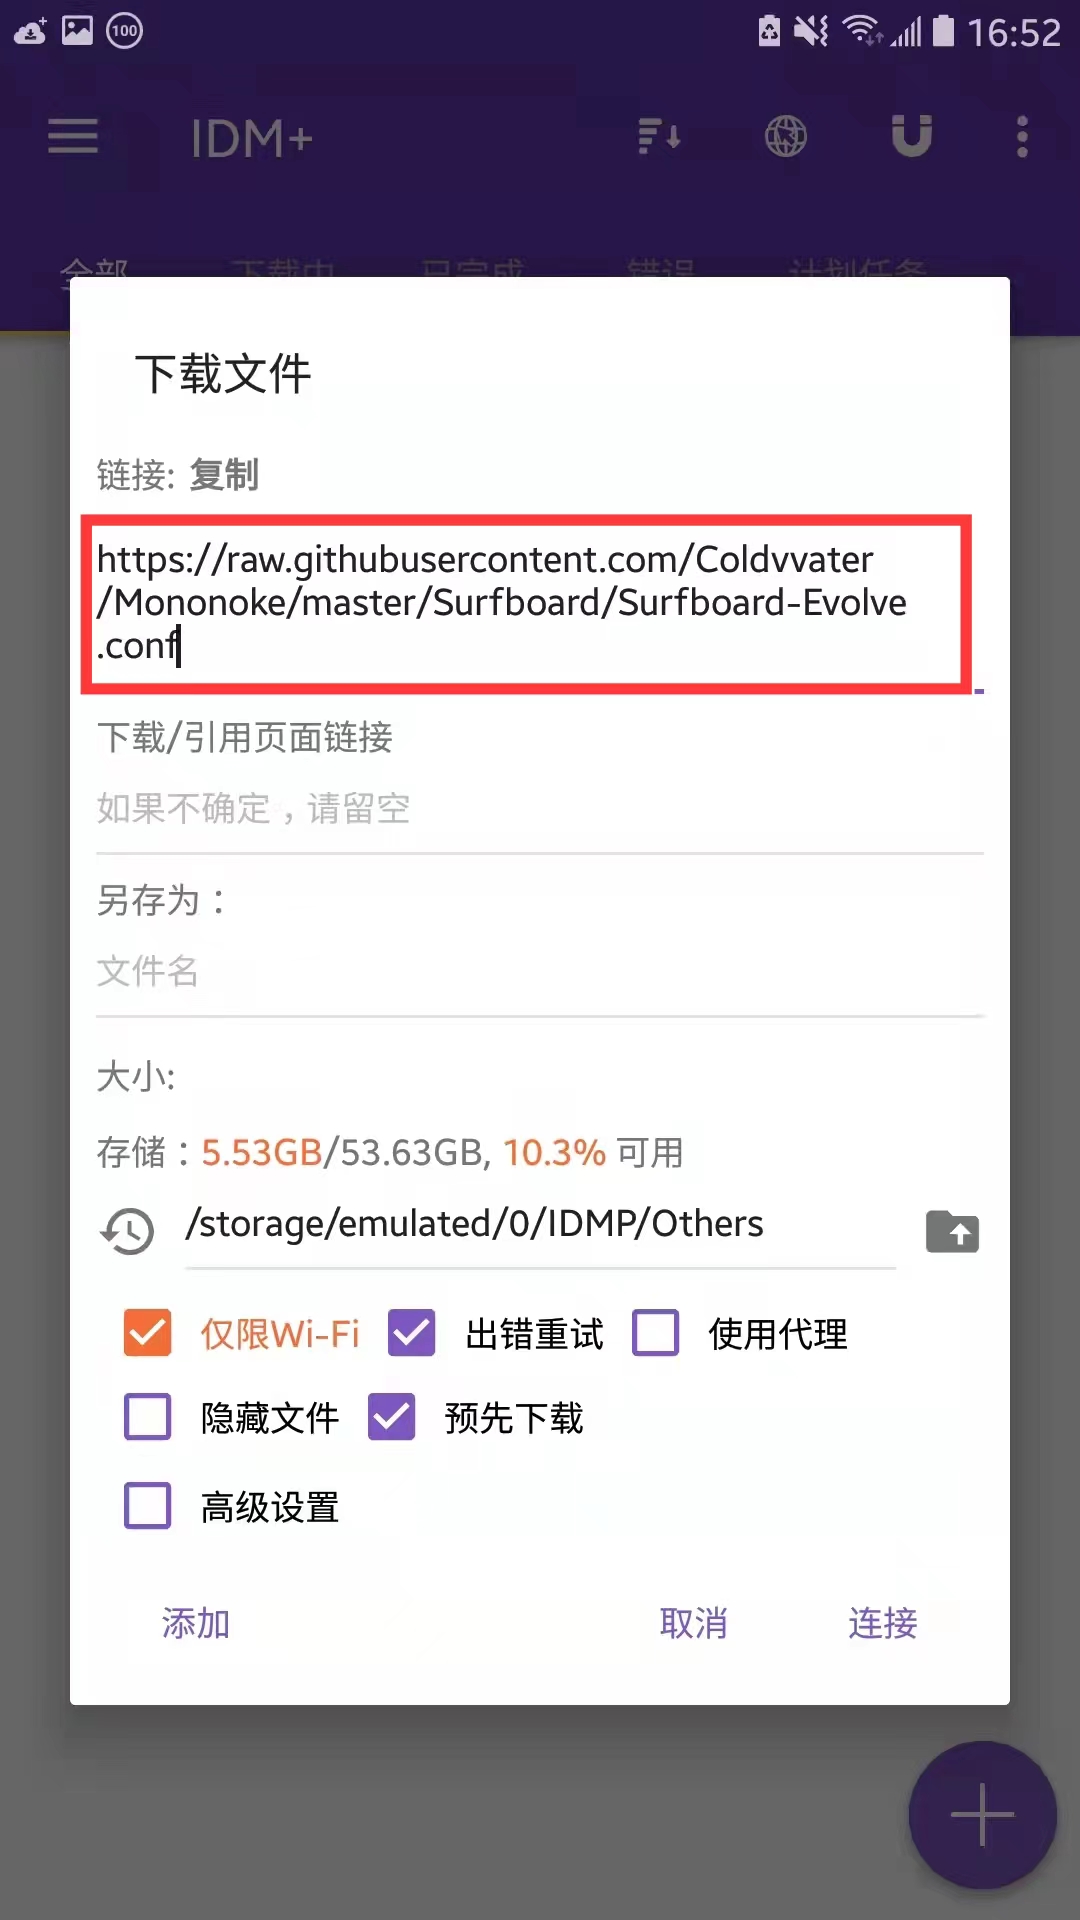 100
16:52
IDM+
全部 下载中 已完成 错误 计划任务
下载文件
链接: 复制
https://raw.githubusercontent.com/Coldvvater
/Mononoke/master/Surfboard/Surfboard-Evolve
.conf
下载/引用页面链接
如果不确定，请留空
另存为：
文件名
大小:
存储：5.53GB/53.63GB, 10.3% 可用
/storage/emulated/0/IDMP/Others
仅限Wi-Fi 出错重试 使用代理
隐藏文件 预先下载
高级设置
添加 取消 连接